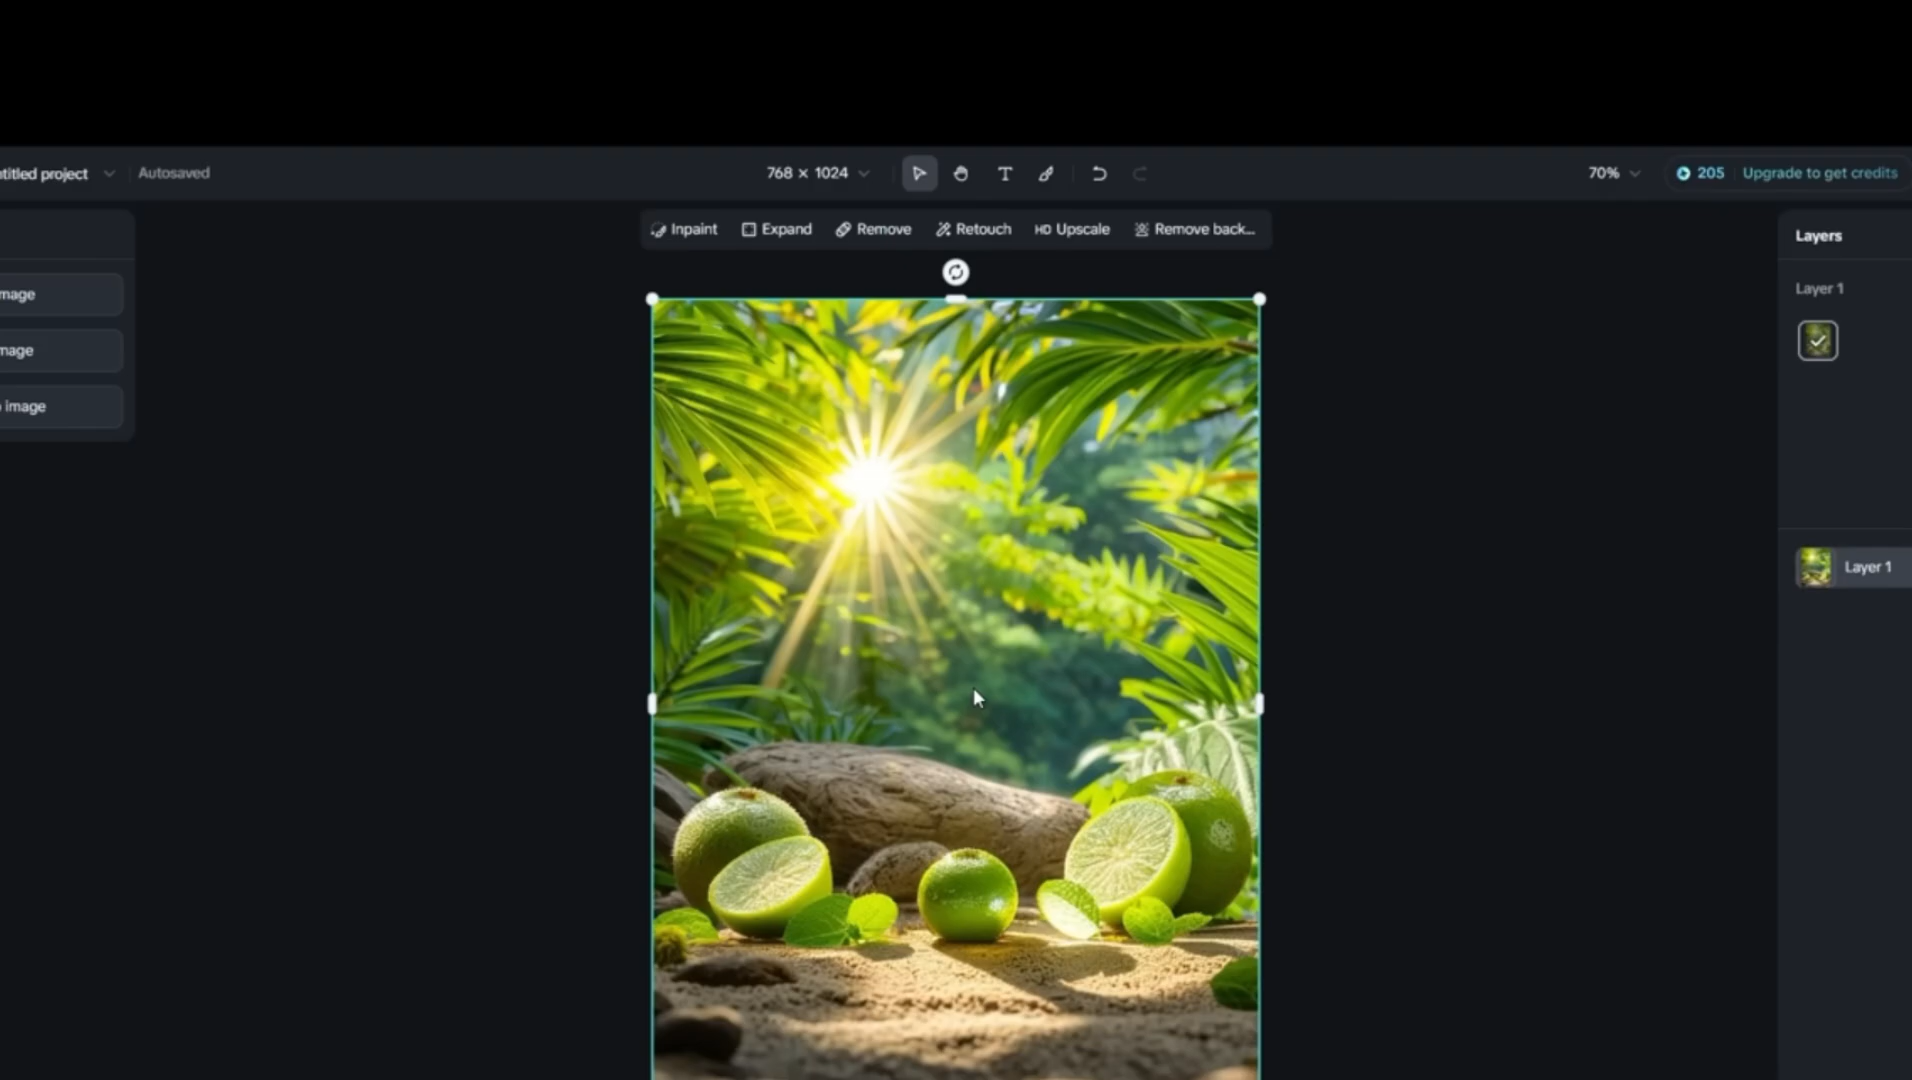 titled project
Autosaved
768 × 1024
70%
205
Upgrade to get credits
Inpaint
Expand
Remove
Retouch
HD Upscale
Remove back...
Layers
Layer 1
mage
mage
image
Layer 1